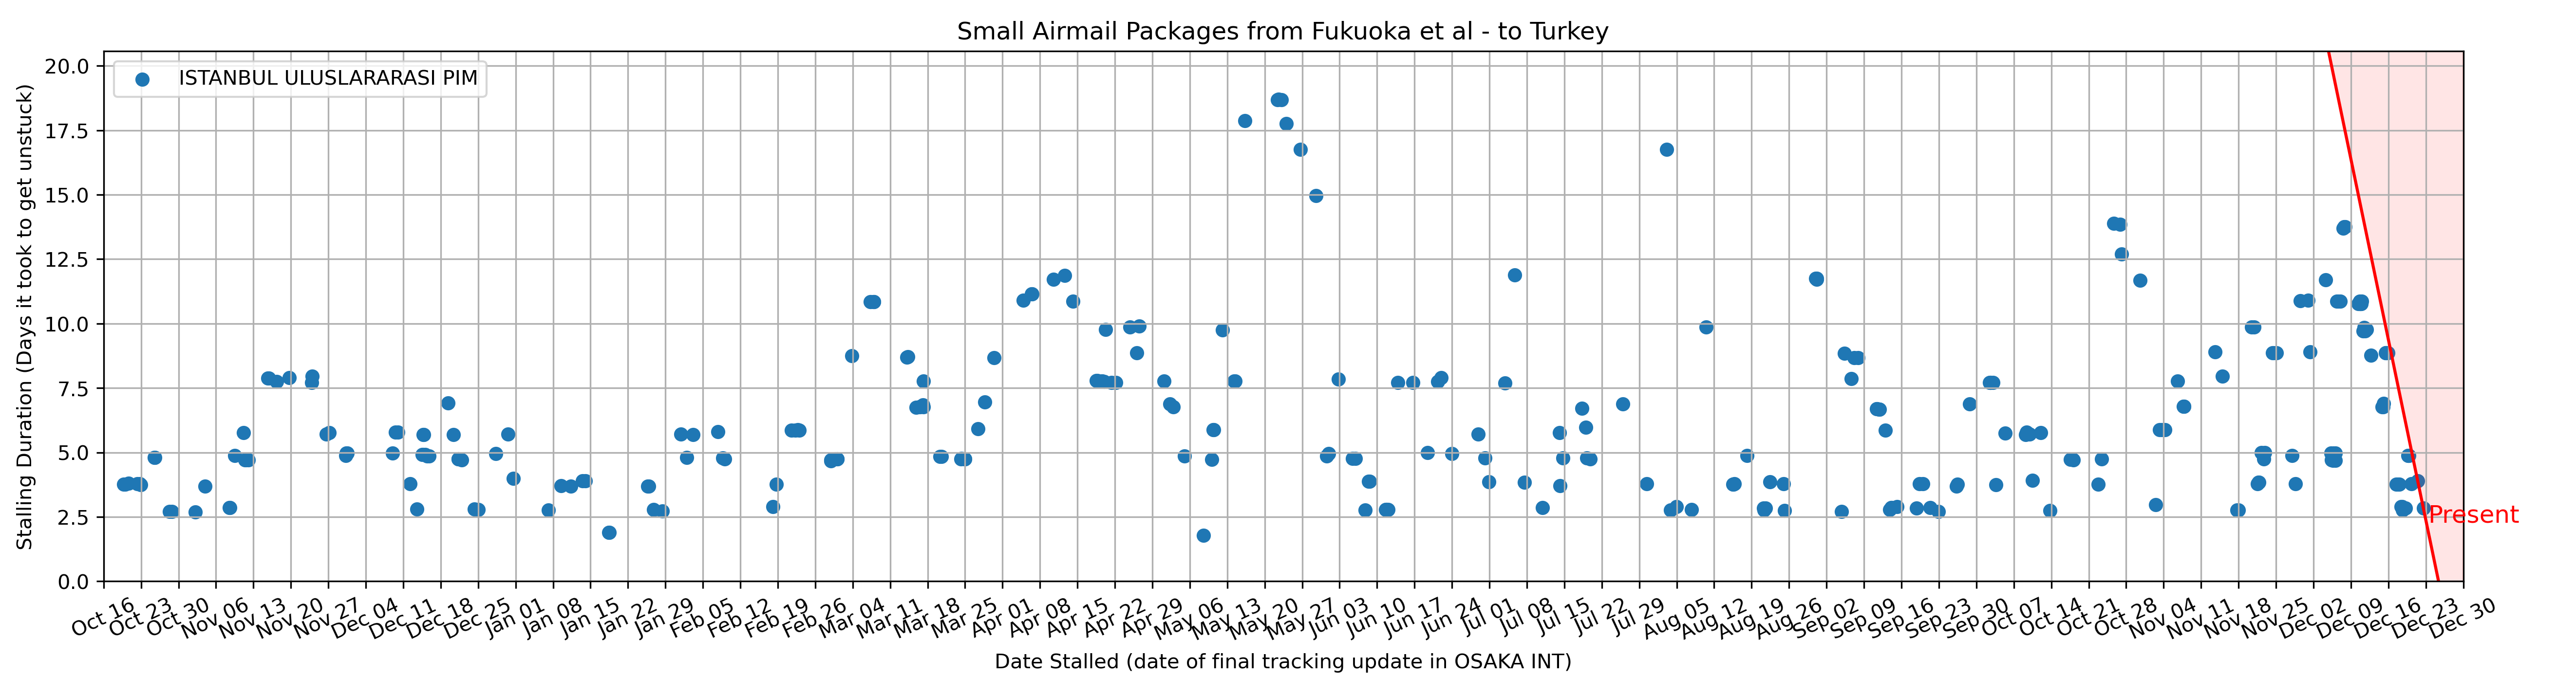 Small Airmail Packages from Fukuoka et al - to Turkey
ISTANBUL ULUSLARARASI PIM
Stalling Duration (Days it took to get unstuck)
20.0
17.5
15.0
12.5
10.0
7.5
5.0
2.5
0.0
Present
Oct 16
Oct 23
Oct 30
Nov 06
Nov 13
Nov 20
Nov 27
Dec 04
Dec 11
Dec 18
Dec 25
Jan 01
Jan 08
Jan 15
Jan 22
Jan 29
Feb 05
Feb 12
Feb 19
Feb 26
Mar 04
Mar 11
Mar 18
Mar 25
Apr 01
Apr 08
Apr 15
Apr 22
Apr 29
May 06
May 13
May 20
May 27
Jun 03
Jun 10
Jun 17
Jun 24
Jul 01
Jul 08
Jul 15
Jul 22
Jul 29
Aug 05
Aug 12
Aug 19
Aug 26
Sep 02
Sep 09
Sep 16
Sep 23
Sep 30
Oct 07
Oct 14
Oct 21
Oct 28
Nov 04
Nov 11
Nov 18
Nov 25
Dec 02
Dec 09
Dec 16
Dec 23
Dec 30
Date Stalled (date of final tracking update in OSAKA INT)